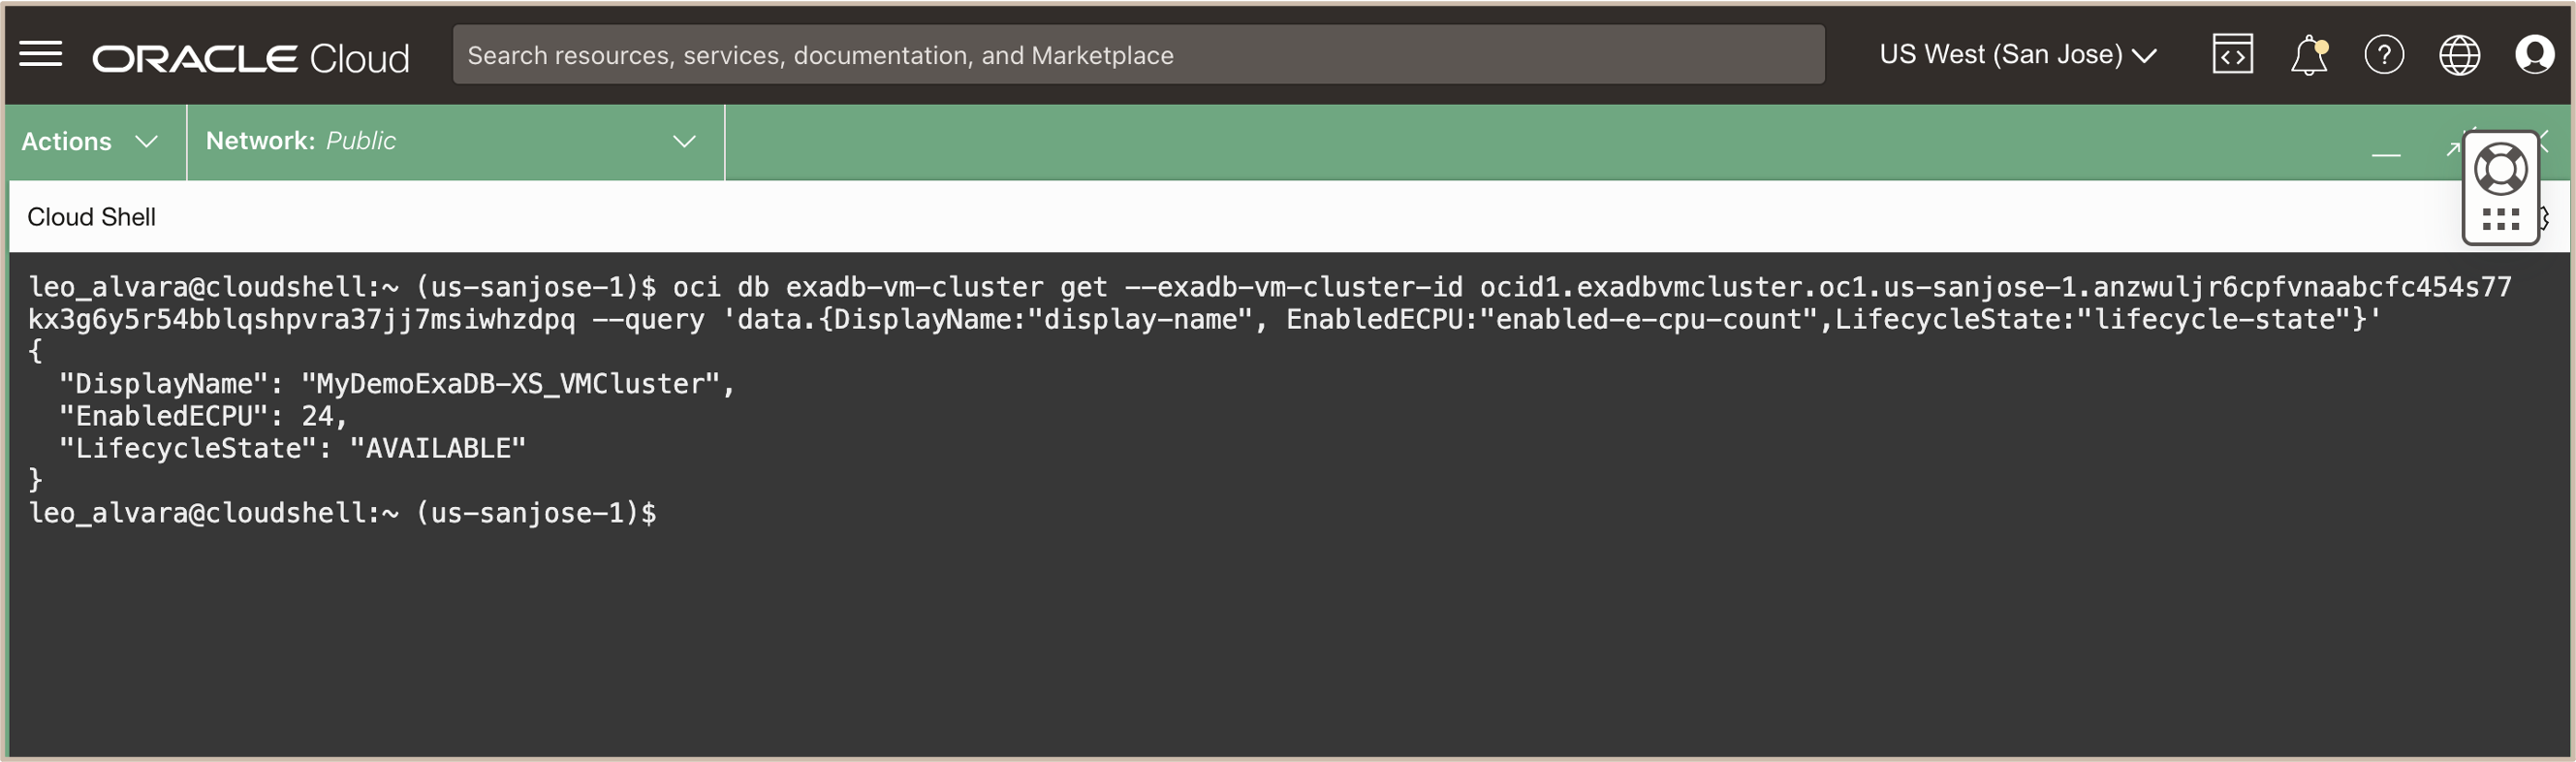 ORACLE Cloud
Search resources, services, documentation, and Marketplace
US West (San Jose)
Actions
Network: Public
Cloud Shell
leo_alvara@cloudshell:~ (us-sanjose-1)$ oci db exadb-vm-cluster get --exadb-vm-cluster-id ocid1.exadbvmcluster.oc1.us-sanjose-1.anzwuljr6cpfvnaabcfc454s77
kx3g6y5r54bblqshpvra37jj7msiwhzdpq --query 'data.{DisplayName:"display-name", EnabledECPU:"enabled-e-cpu-count",LifecycleState:"lifecycle-state"}'
{
  "DisplayName": "MyDemoExaDB-XS_VMCluster",
  "EnabledECPU": 24,
  "LifecycleState": "AVAILABLE"
}
leo_alvara@cloudshell:~ (us-sanjose-1)$